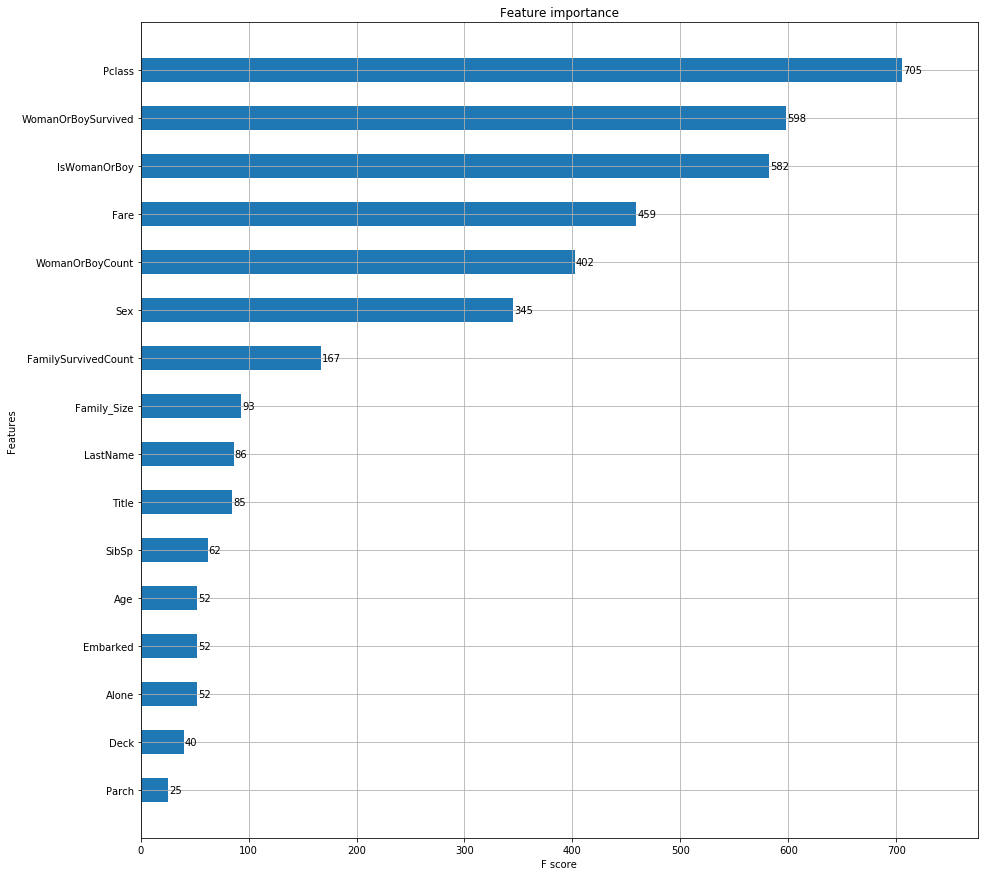 Feature importance
Pclass 705
WomanOrBoySurvived 598
IsWomanOrBoy 582
Fare 459
WomanOrBoyCount 402
Sex 345
FamilySurvivedCount 167
Family_Size 93
LastName 86
Title 85
SibSp 62
Age 52
Embarked 52
Alone 52
Deck 40
Parch 25
Features
0 100 200 300 400 500 600 700
F score